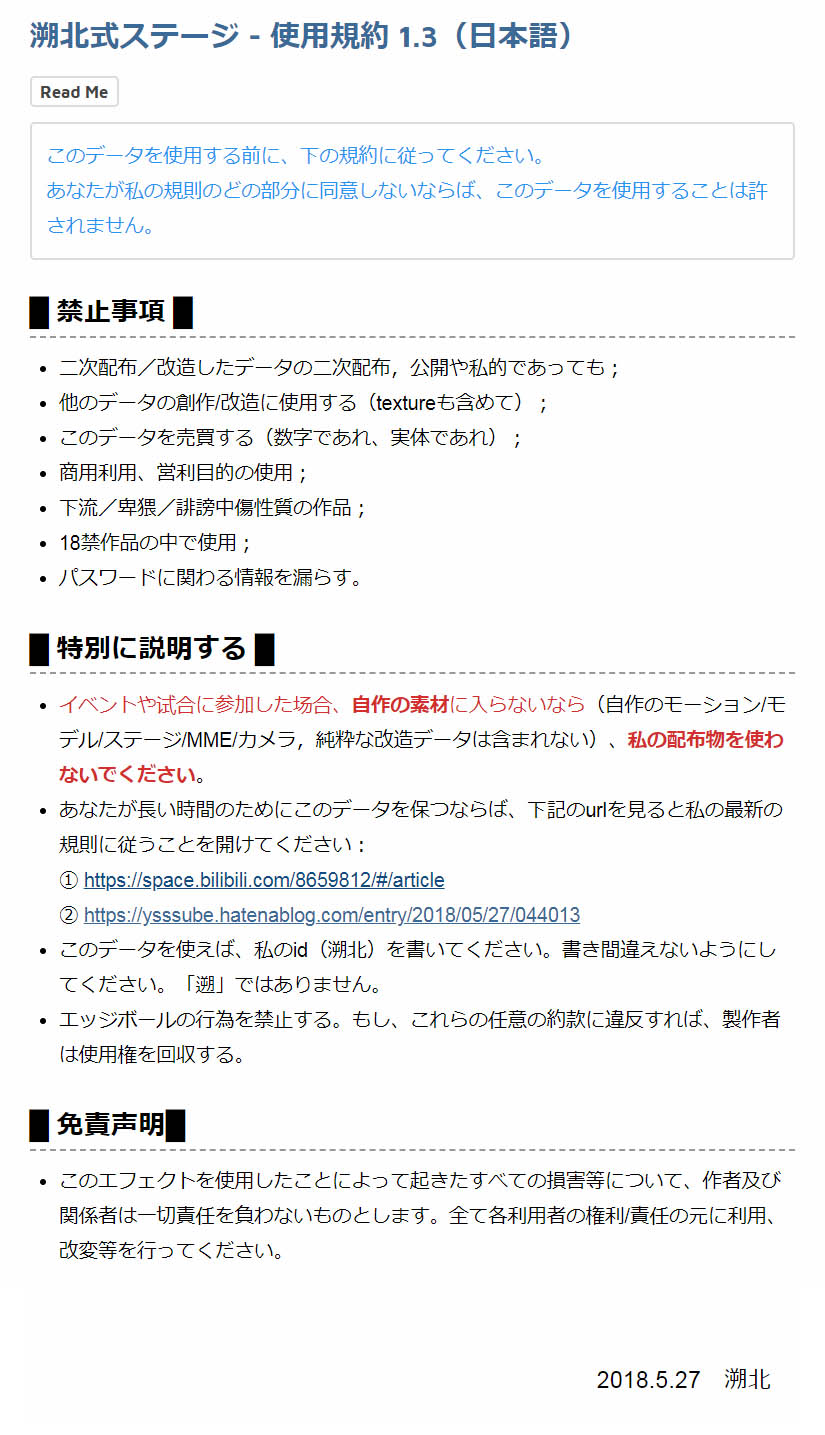 溯北式ステージ - 使用規約 1.3（日本語）
Read Me
このデータを使用する前に、下の規約に従ってください。
あなたが私の規則のどの部分に同意しないならば、このデータを使用することは許
されません。
█ 禁止事項 █
• 二次配布／改造したデータの二次配布，公開や私的であっても；
• 他のデータの創作/改造に使用する（textureも含めて）；
• このデータを売買する（数字であれ、実体であれ）；
• 商用利用、営利目的の使用；
• 下流／卑猥／誹謗中傷性質の作品；
• 18禁作品の中で使用；
• パスワードに関わる情報を漏らす。
█ 特別に説明する █
• イベントや试合に参加した场合、自作の素材に入らないなら（自作のモーション/モ
デル/ステージ/MME/カメラ，純粋な改造データは含まれない）、私の配布物を使わ
ないでください。
• あなたが長い時間のためにこのデータを保つならば、下記のurlを見ると私の最新の
規則に従うことを開けてください：
① https://space.bilibili.com/8659812/#/article
② https://ysssube.hatenablog.com/entry/2018/05/27/044013
• このデータを使えば、私のid（溯北）を書いてください。書き間違えないようにし
てください。「遡」ではありません。
• エッジボールの行為を禁止する。もし、これらの任意の約款に違反すれば、製作者
は使用権を回収する。
█ 免責声明█
• このエフェクトを使用したことによって起きたすべての損害等について、作者及び
関係者は一切責任を負わないものとします。全て各利用者の権利/責任の元に利用、
改変等を行ってください。
2018.5.27　溯北